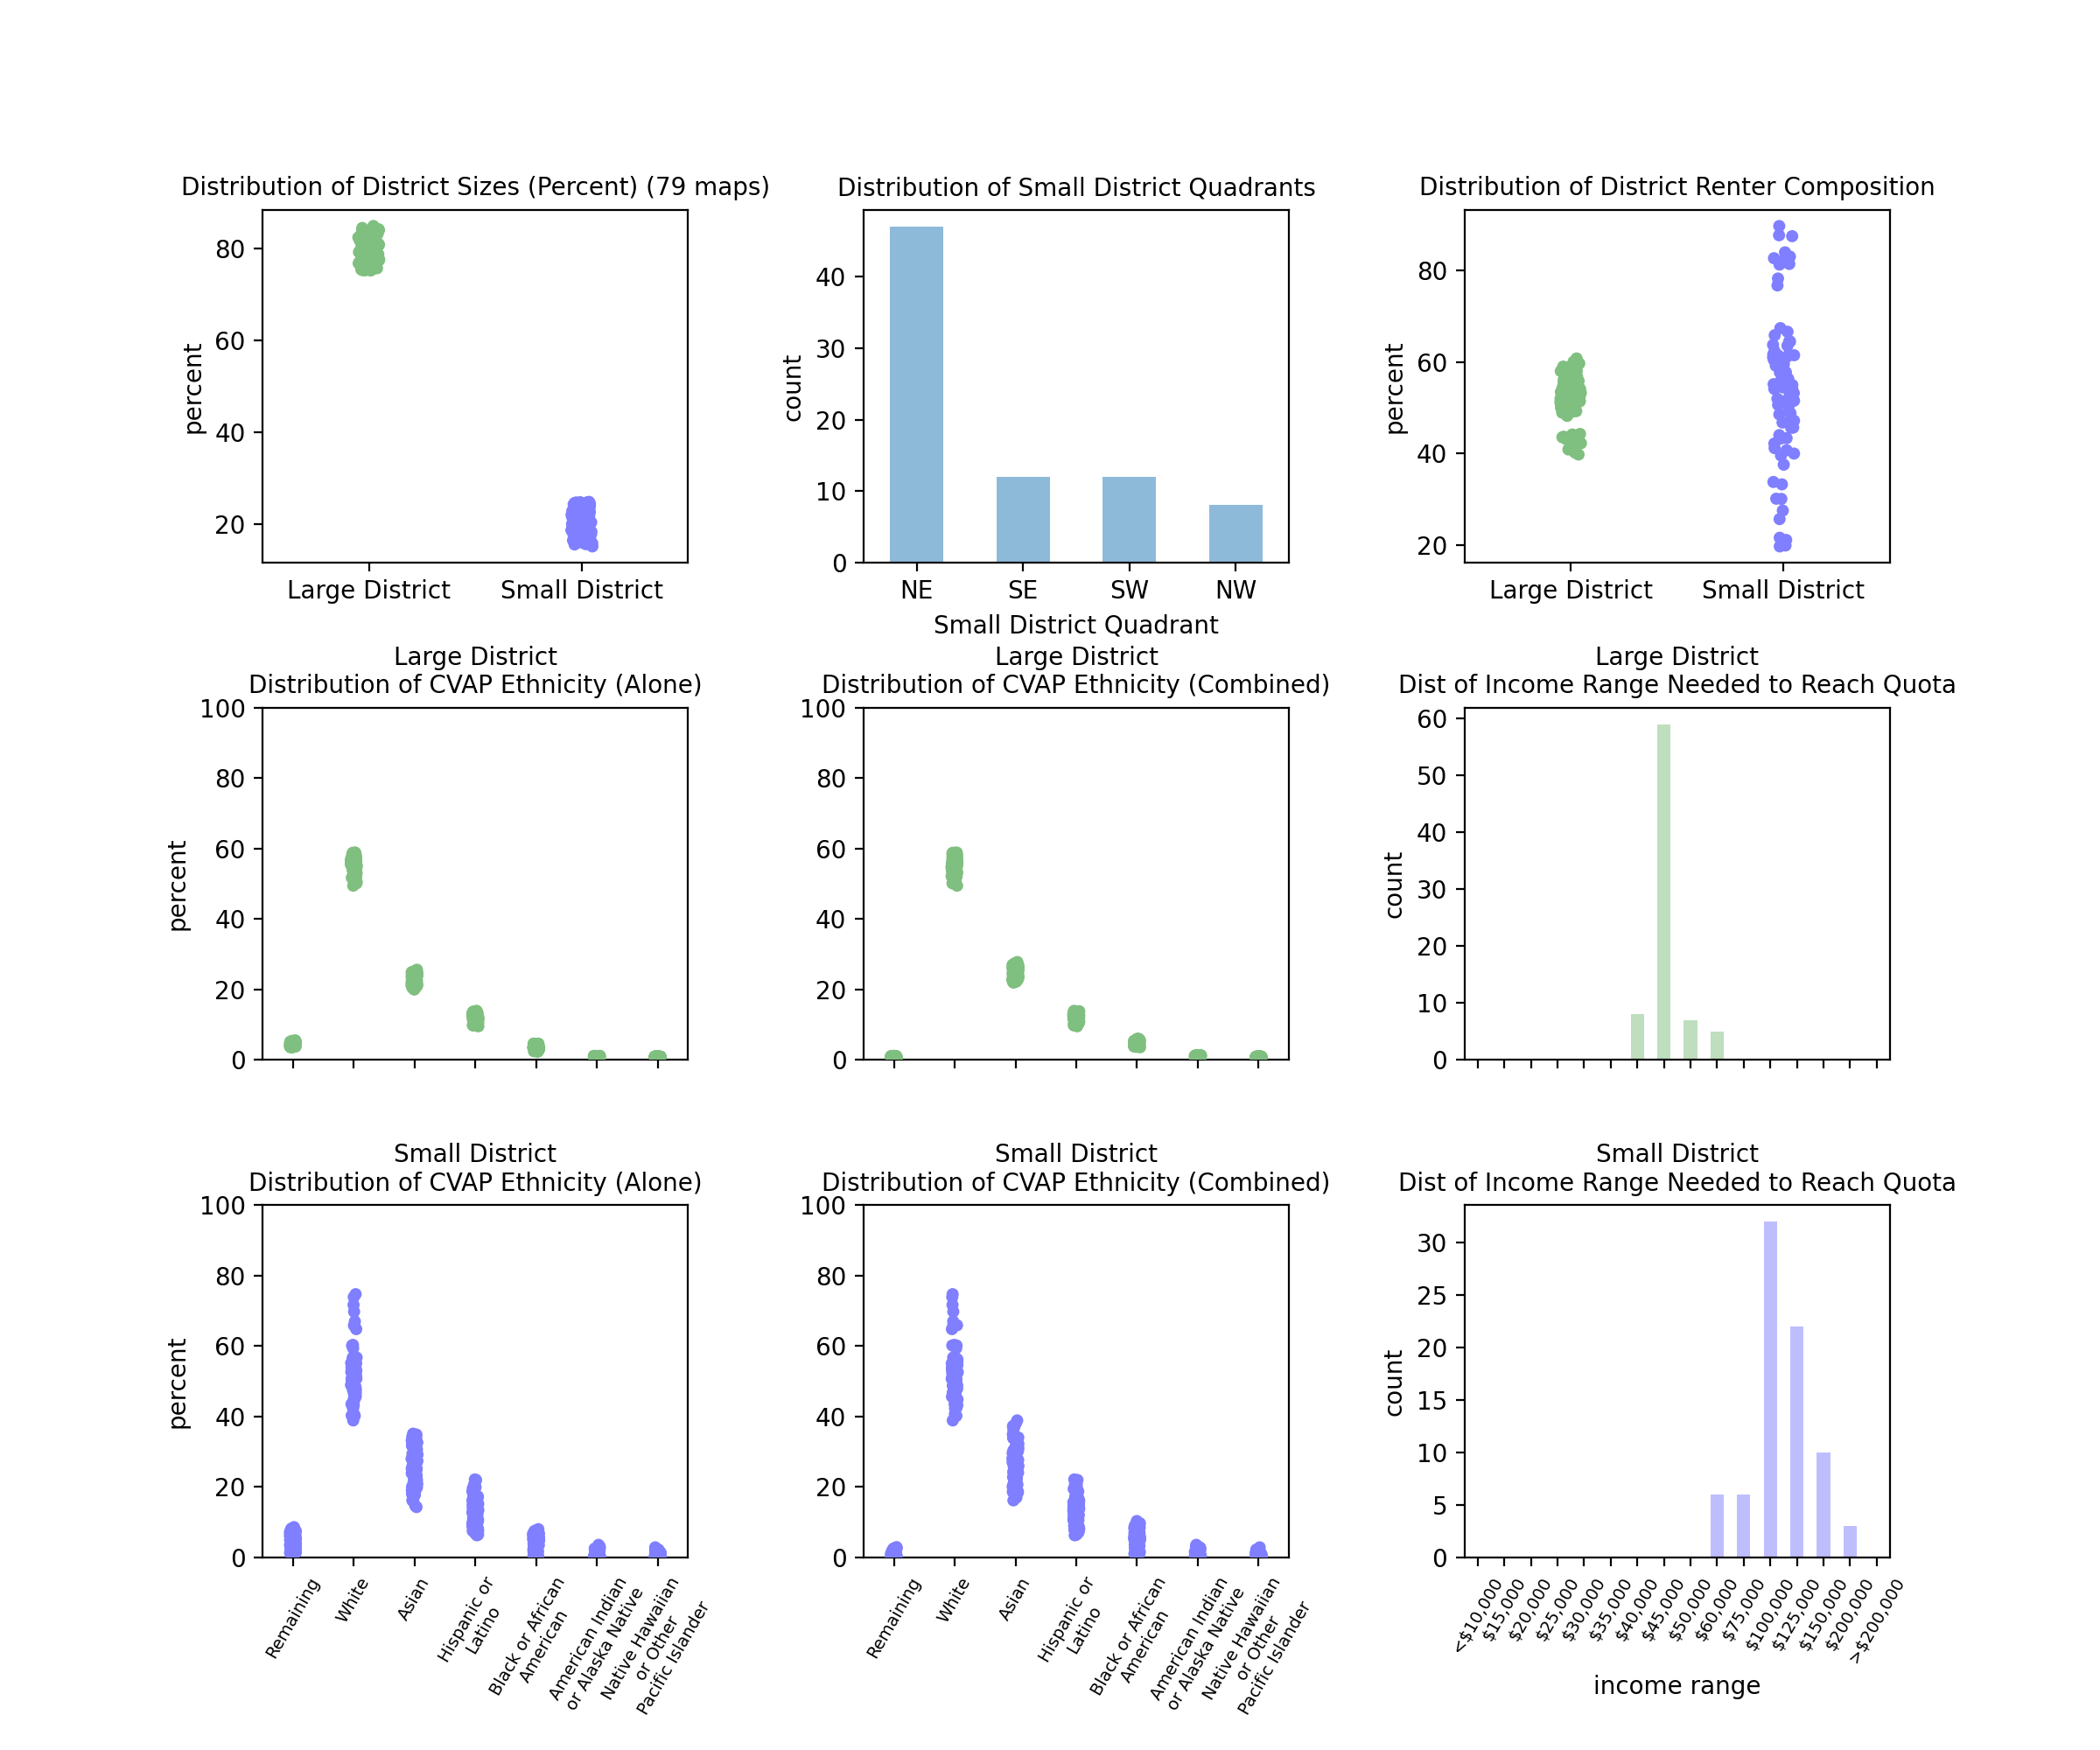 Distribution of District Sizes (Percent) (79 maps)
percent
80
60
40
20
Large District
Small District
Distribution of Small District Quadrants
count
40
30
20
10
0
NE
SE
SW
NW
Small District Quadrant
Distribution of District Renter Composition
percent
80
60
40
20
Large District
Small District
Large District
Distribution of CVAP Ethnicity (Alone)
percent
100
80
60
40
20
0
Large District
Distribution of CVAP Ethnicity (Combined)
100
80
60
40
20
0
Large District
Dist of Income Range Needed to Reach Quota
count
60
50
40
30
20
10
0
Small District
Distribution of CVAP Ethnicity (Alone)
percent
100
80
60
40
20
0
Remaining
White
Asian
Hispanic or
Latino
Black or African
American
American Indian
or Alaska Native
Native Hawaiian
or Other
Pacific Islander
Small District
Distribution of CVAP Ethnicity (Combined)
100
80
60
40
20
0
Remaining
White
Asian
Hispanic or
Latino
Black or African
American
American Indian
or Alaska Native
Native Hawaiian
or Other
Pacific Islander
Small District
Dist of Income Range Needed to Reach Quota
count
30
25
20
15
10
5
0
<$10,000
$15,000
$20,000
$25,000
$30,000
$35,000
$40,000
$45,000
$50,000
$60,000
$75,000
$100,000
$125,000
$150,000
$200,000
>$200,000
income range